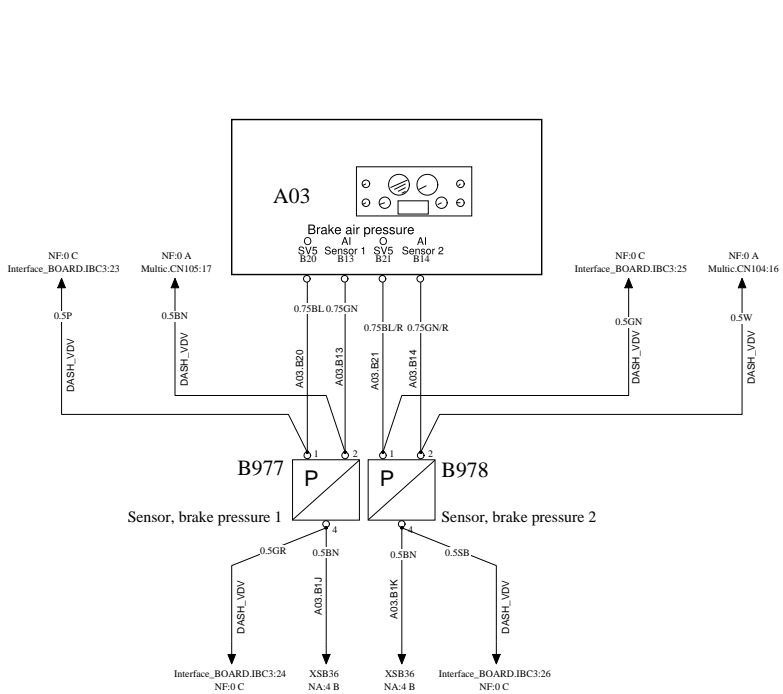 A03
Brake air pressure
O AI O AI
SV5 Sensor 1 SV5 Sensor 2
B20 B13 B21 B14
NF:0 C
Interface_BOARD.IBC3:23
NF:0 A
Multic.CN105:17
NF:0 C
Interface_BOARD.IBC3:25
NF:0 A
Multic.CN104:16
0.5P
0.5BN
0.75BL
0.75GN
0.75BL/R
0.75GN/R
0.5GN
0.5W
DASH_VDV
DASH_VDV
A03.B20
A03.B13
A03.B21
A03.B14
DASH_VDV
DASH_VDV
1
2
1
2
B977
P
P
B978
Sensor, brake pressure 1
Sensor, brake pressure 2
4
4
0.5GR
0.5BN
0.5BN
0.5SB
DASH_VDV
A03.B1J
A03.B1K
DASH_VDV
Interface_BOARD.IBC3:24
NF:0 C
XSB36
NA:4 B
XSB36
NA:4 B
Interface_BOARD.IBC3:26
NF:0 C